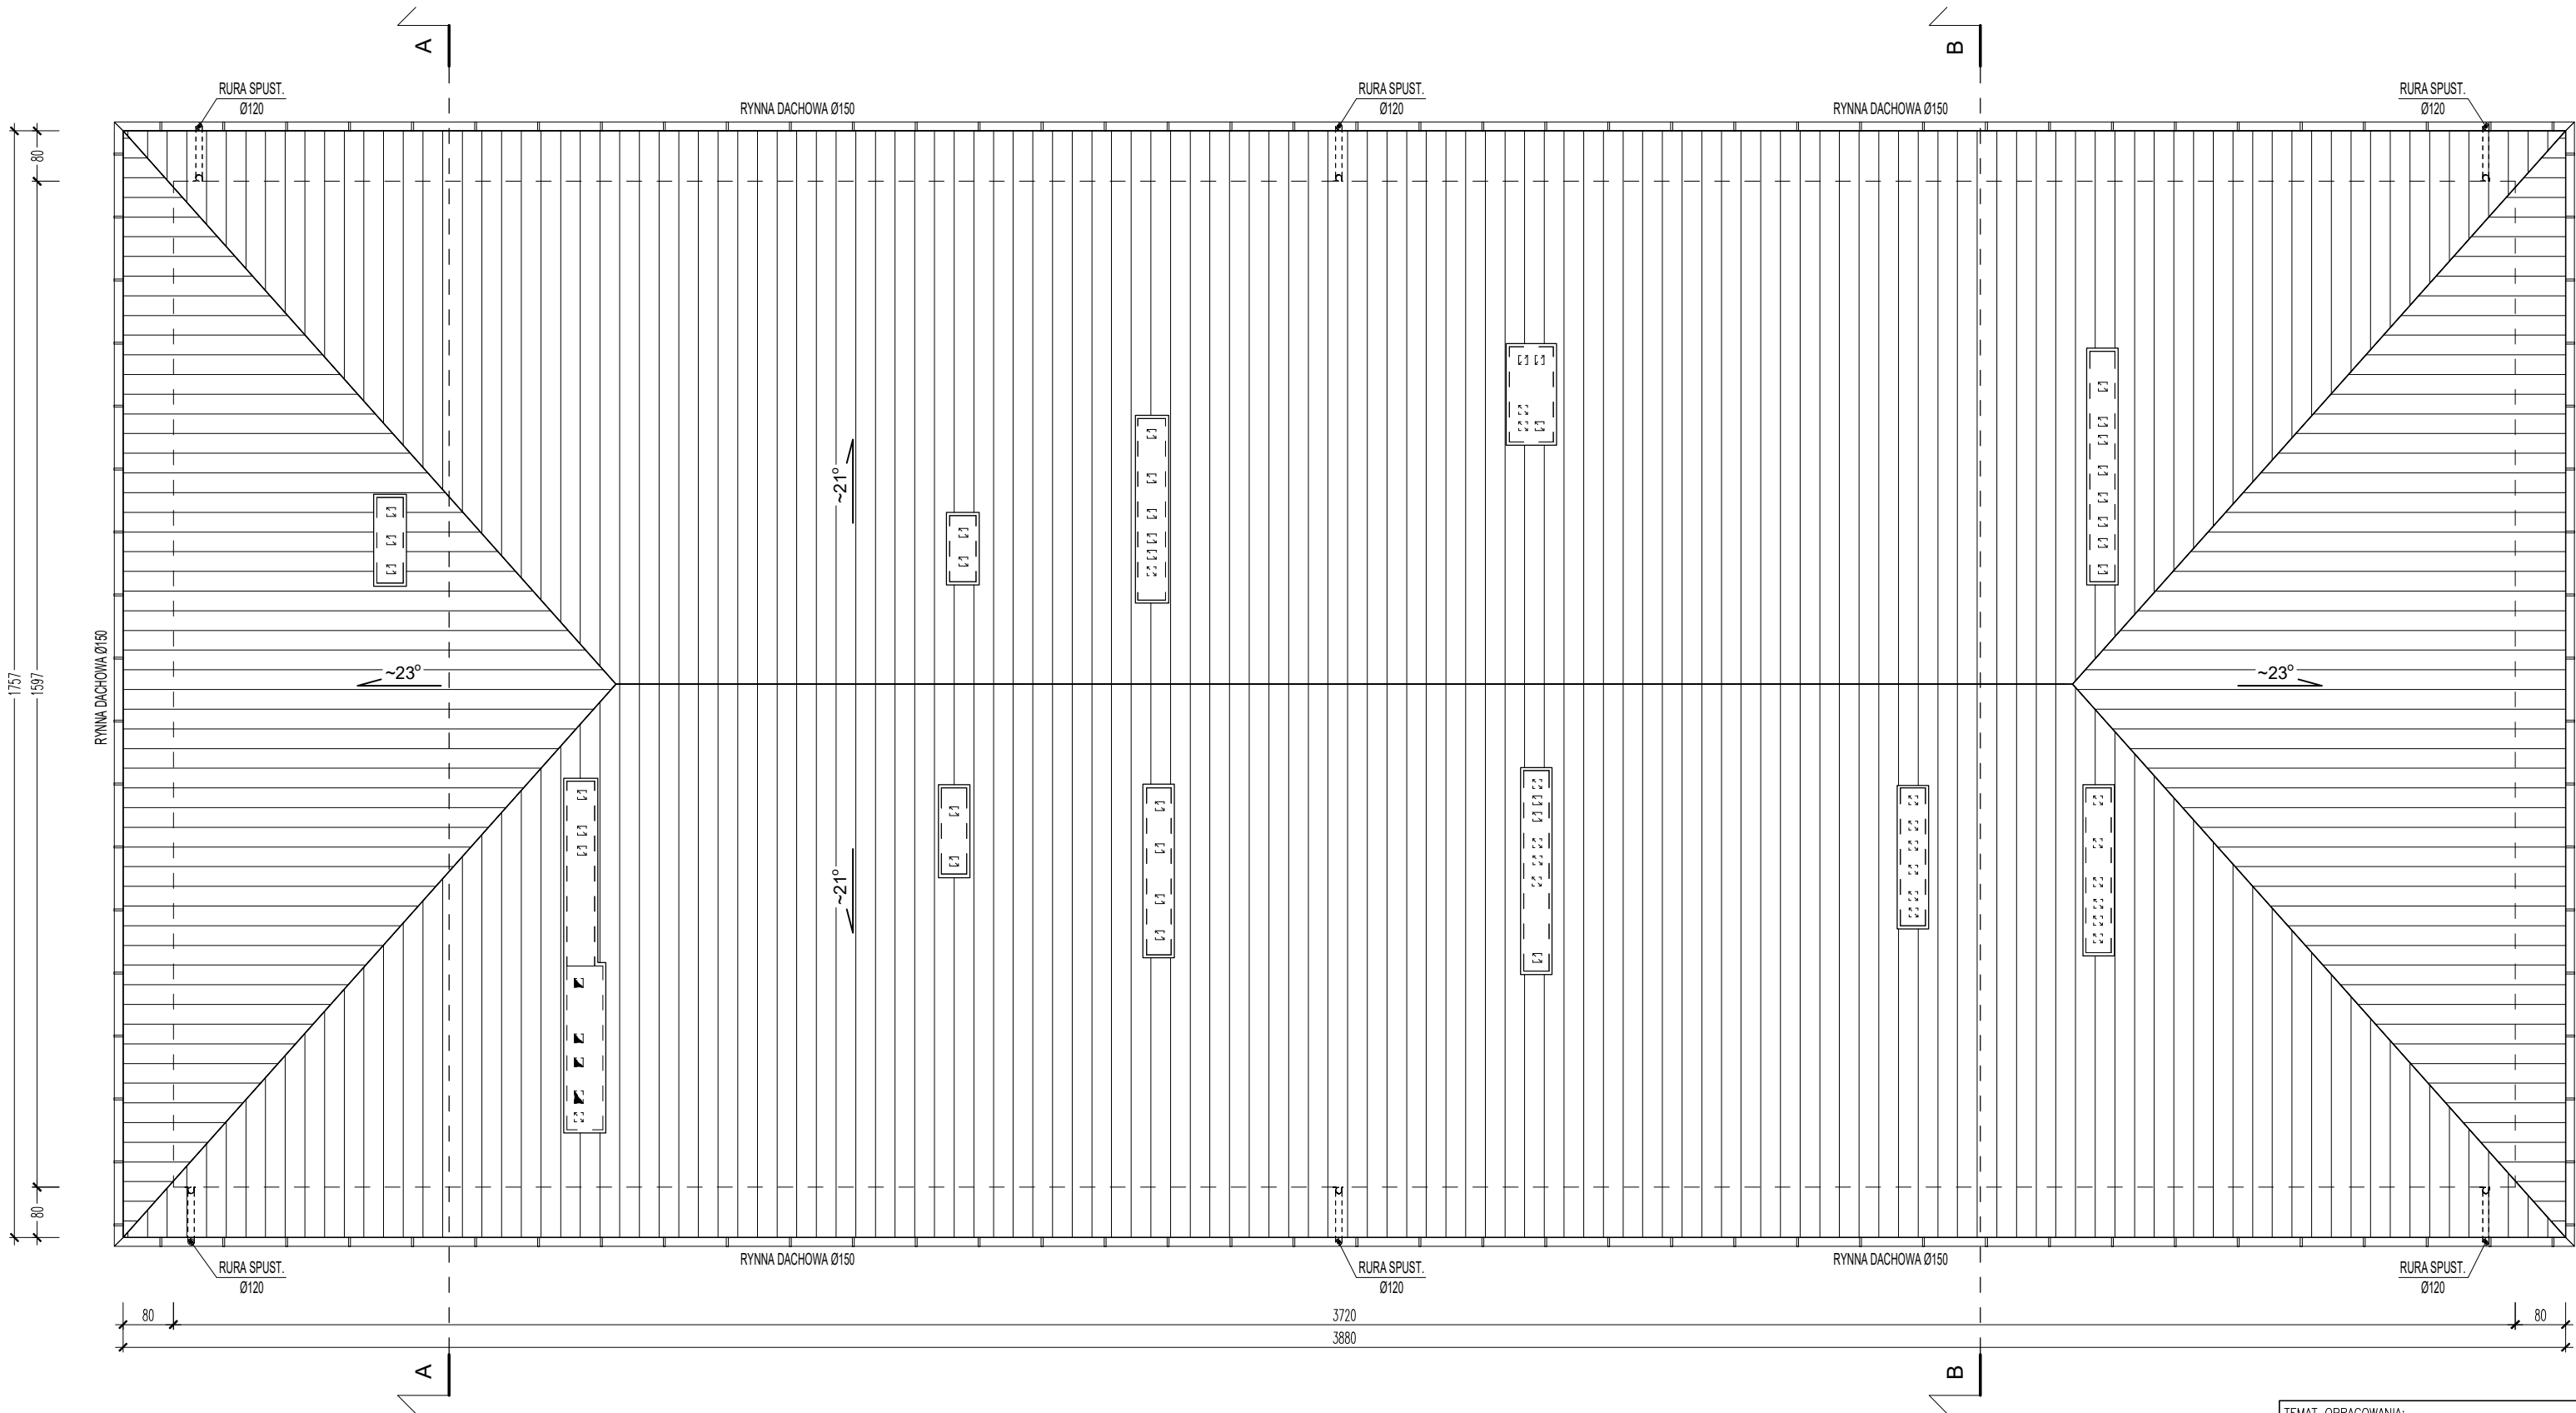 A
B
RURA SPUST.
Ø120
RYNNA DACHOWA Ø150
RURA SPUST.
Ø120
RYNNA DACHOWA Ø150
RURA SPUST.
Ø120
80
1757
1597
80
RYNNA DACHOWA Ø150
~21°
~23°
~23°
~21°
RURA SPUST.
Ø120
RYNNA DACHOWA Ø150
RURA SPUST.
Ø120
RYNNA DACHOWA Ø150
RURA SPUST.
Ø120
80
3720
80
3880
A
B